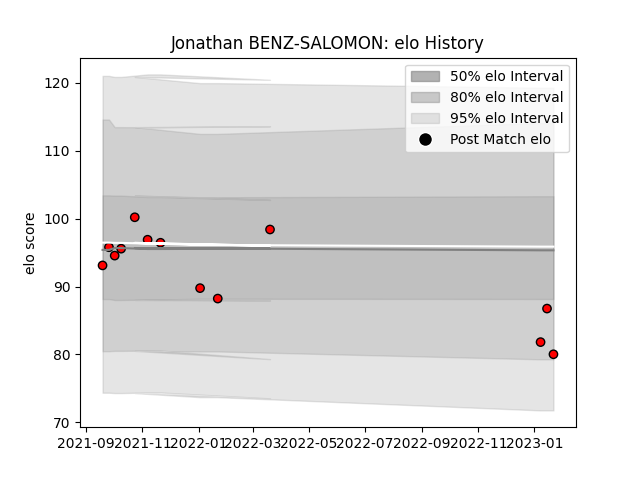 Jonathan BENZ-SALOMON: elo History
50% elo Interval
80% elo Interval
95% elo Interval
Post Match elo
elo score
120
110
100
90
80
70
2021-09 2021-11 2022-01 2022-03 2022-05 2022-07 2022-09 2022-11 2023-01